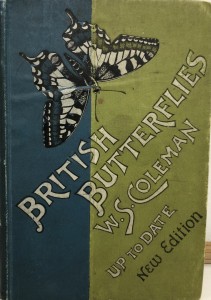 BRITISH
BUTTERFLIES
W. S. COLEMAN
UP TO DATE
NEW EDITION